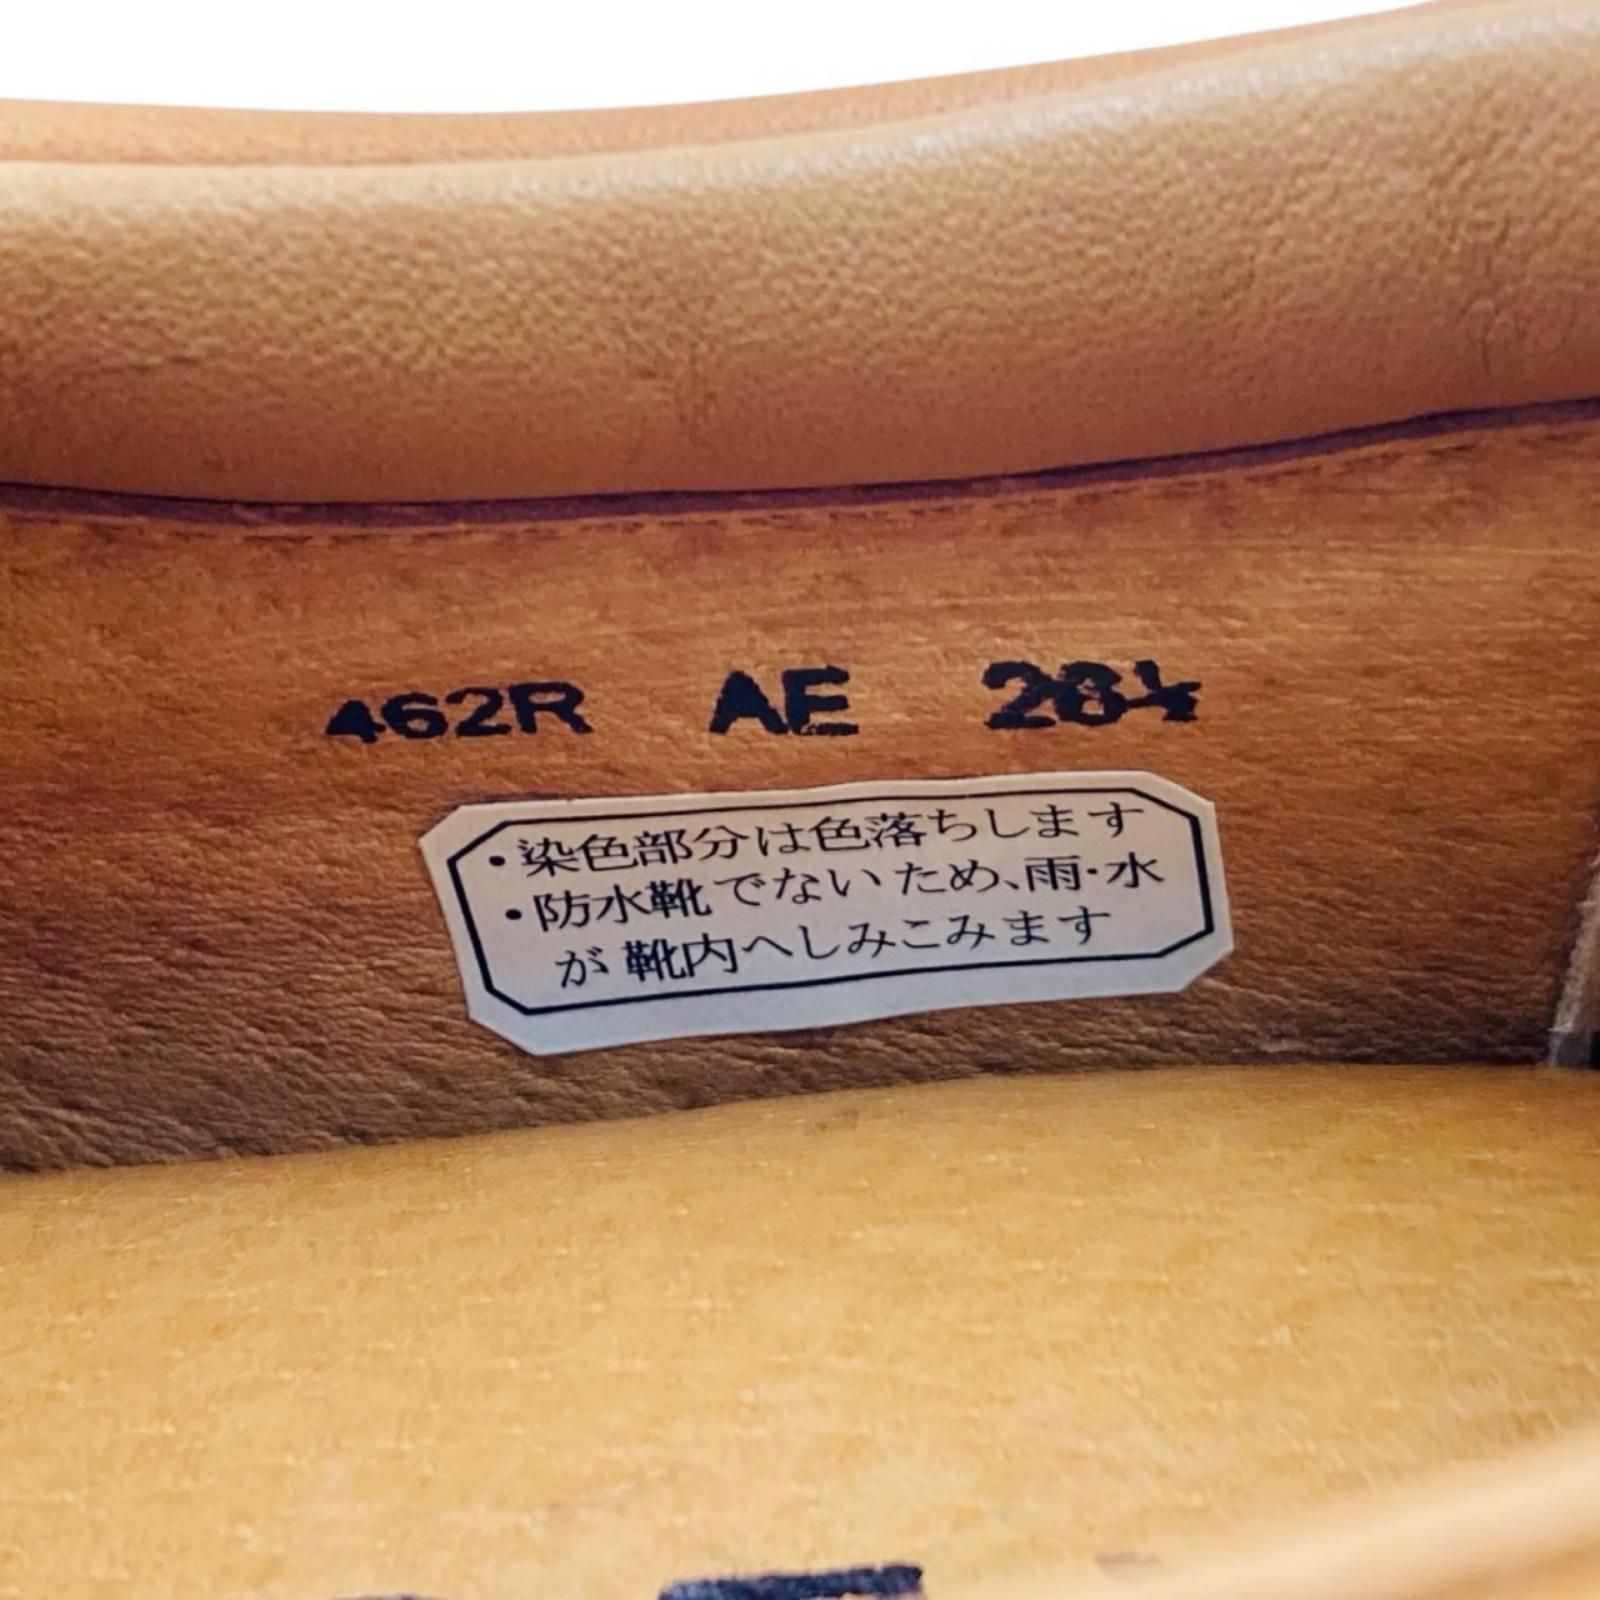 462R AE 26½
・染色部分は色落ちします
・防水靴でないため、雨・水
が靴内へしみこみます